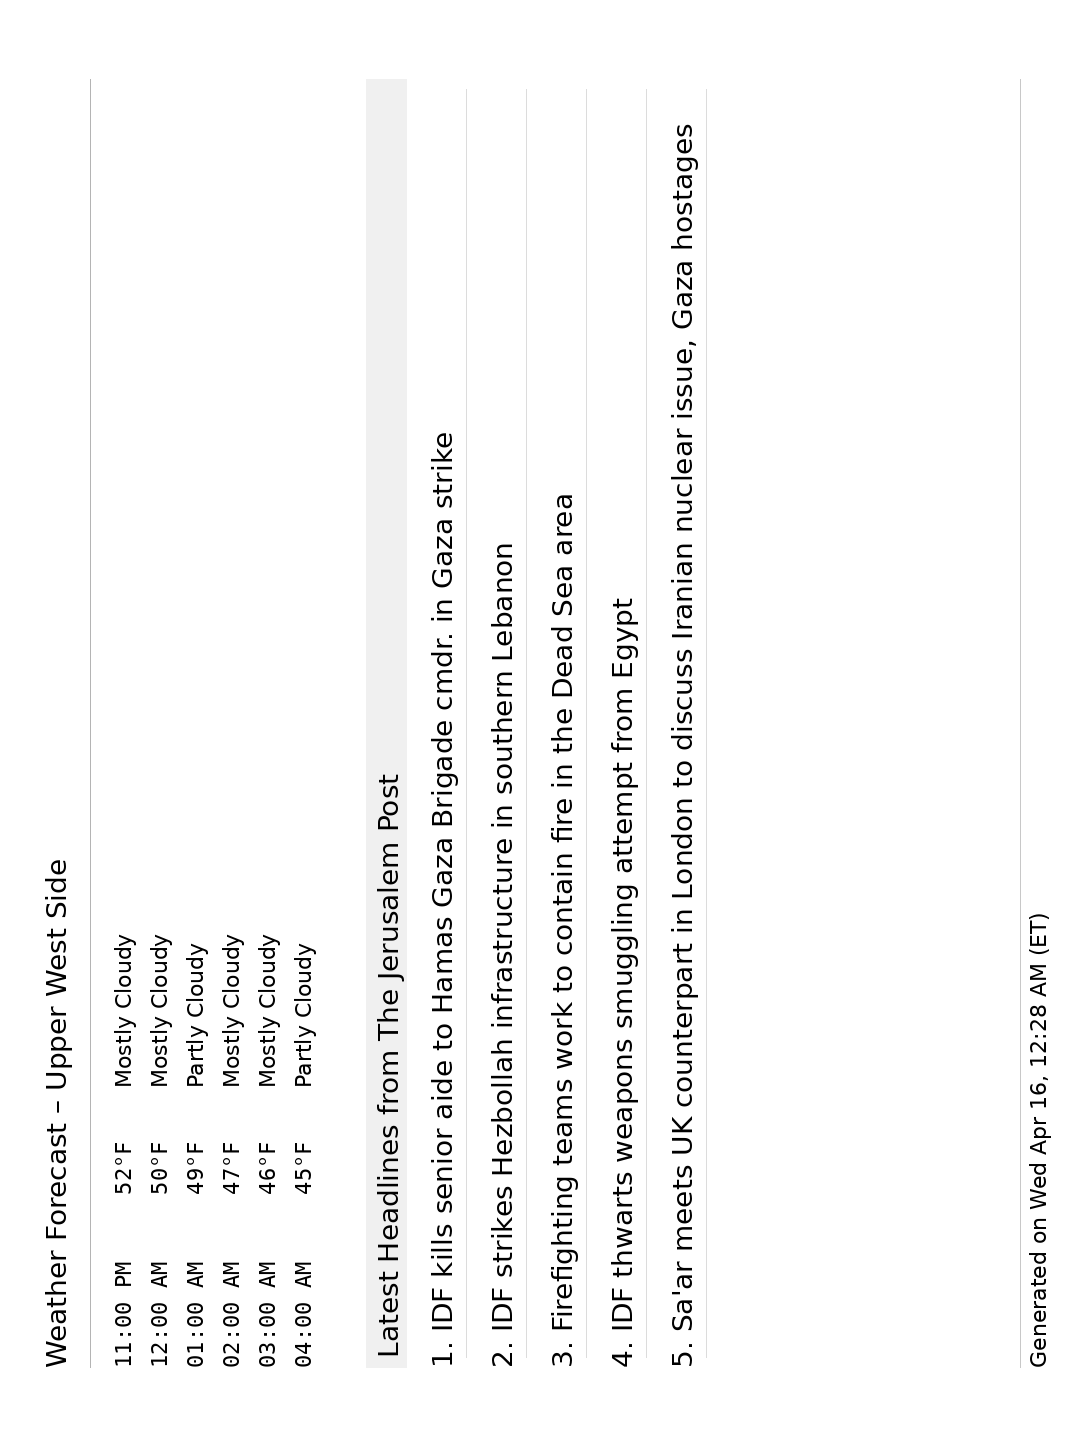 Weather Forecast – Upper West Side
11:00 PM 52°F Mostly Cloudy
12:00 AM 50°F Mostly Cloudy
01:00 AM 49°F Partly Cloudy
02:00 AM 47°F Mostly Cloudy
03:00 AM 46°F Mostly Cloudy
04:00 AM 45°F Partly Cloudy
Latest Headlines from The Jerusalem Post
1. IDF kills senior aide to Hamas Gaza Brigade cmdr. in Gaza strike
2. IDF strikes Hezbollah infrastructure in southern Lebanon
3. Firefighting teams work to contain fire in the Dead Sea area
4. IDF thwarts weapons smuggling attempt from Egypt
5. Sa'ar meets UK counterpart in London to discuss Iranian nuclear issue, Gaza hostages
Generated on Wed Apr 16, 12:28 AM (ET)